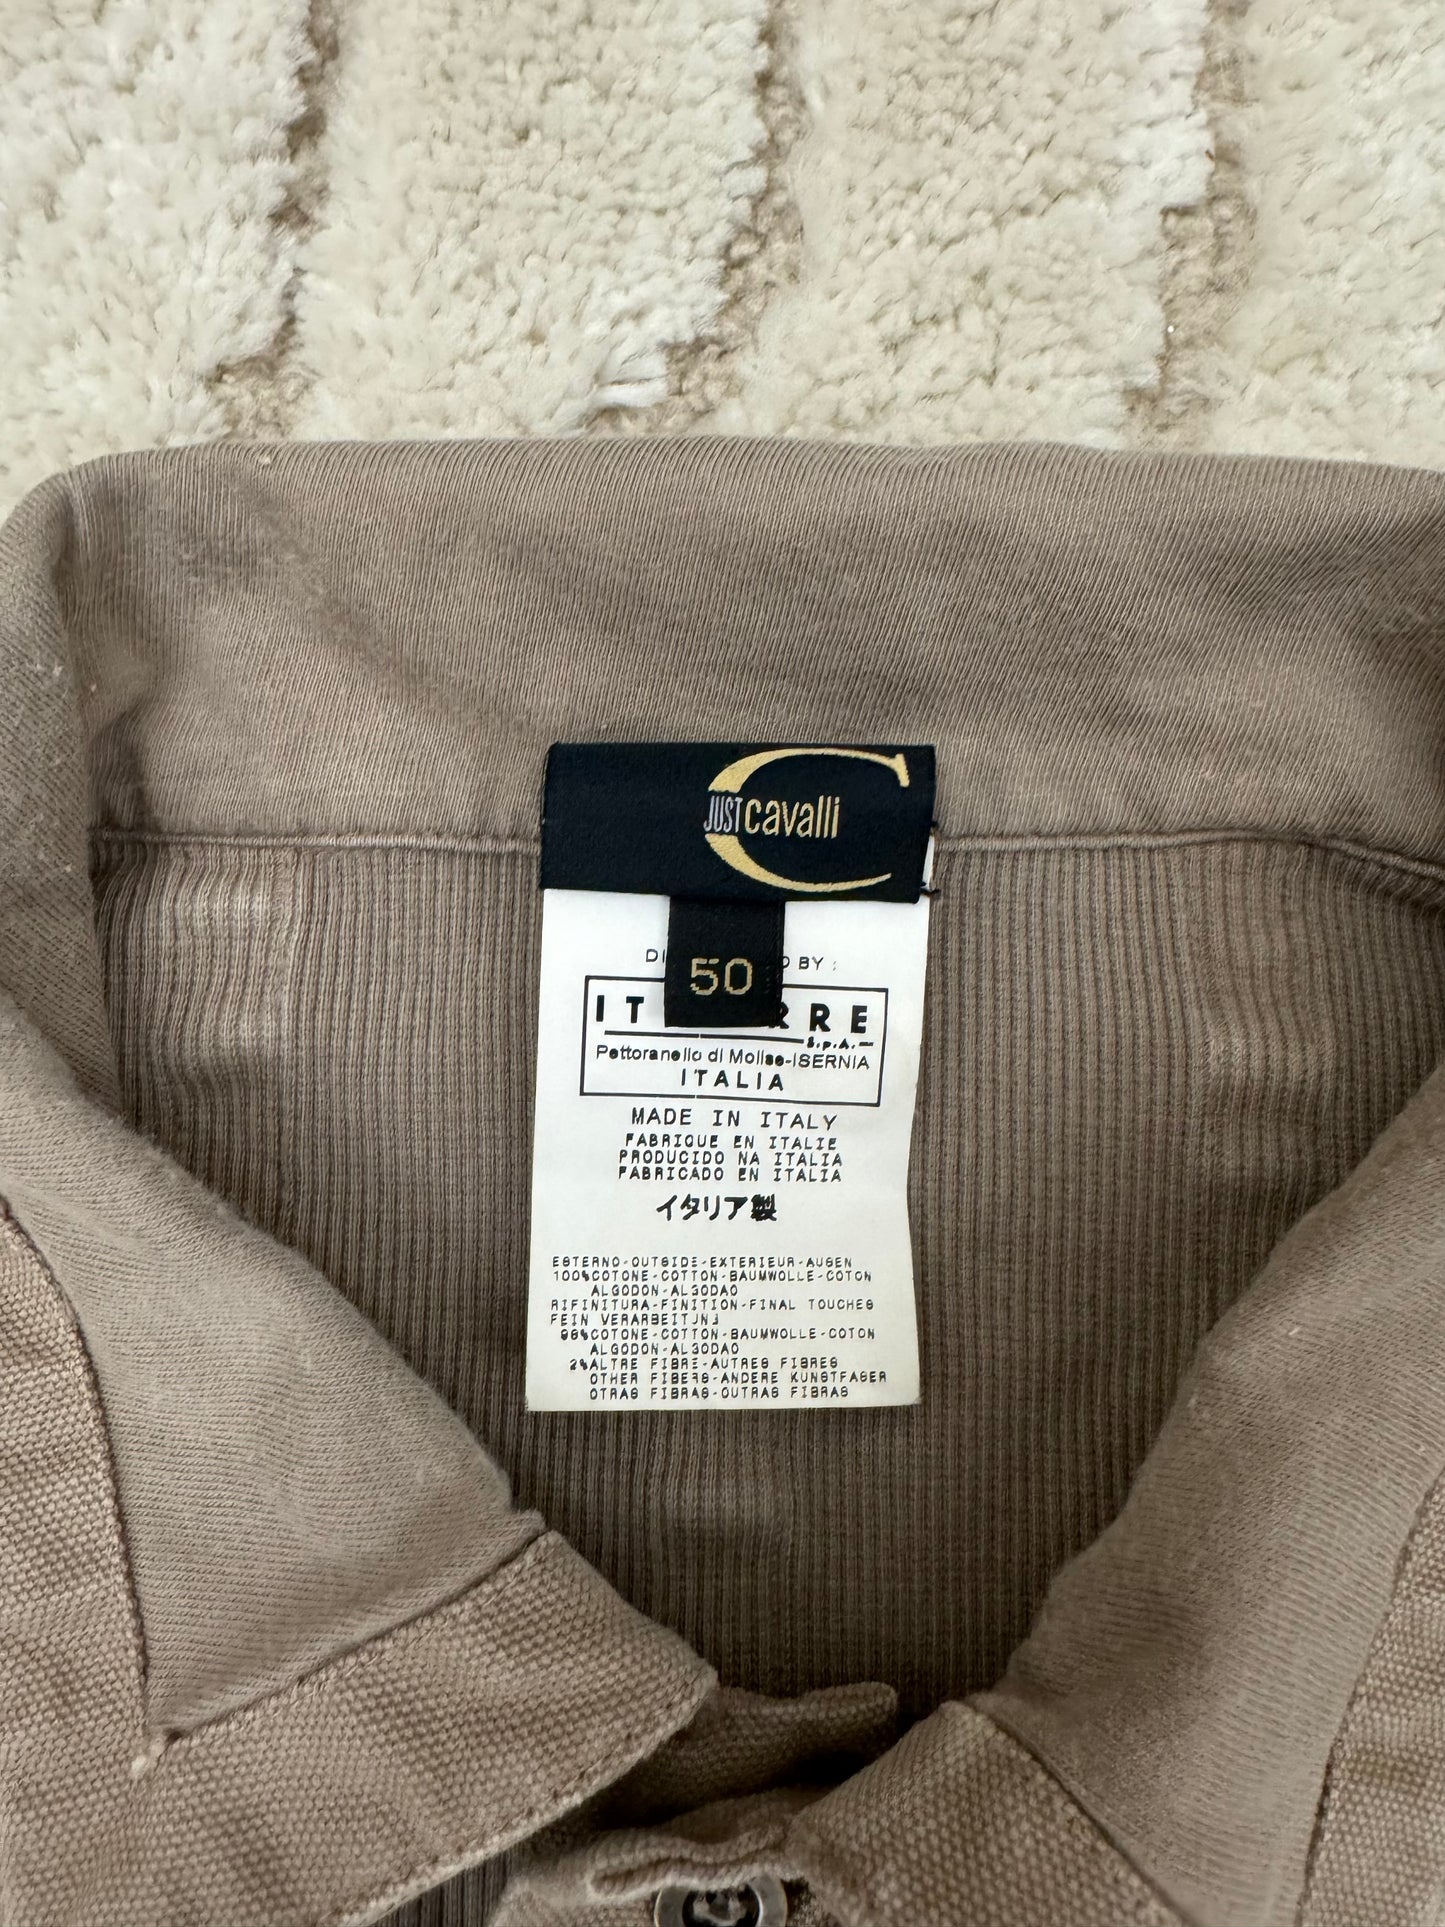 JUST cavalli
50
BY :
RRE
S.p.A.
Pettoranello di Molise-ISERNIA
ITALIA
MADE IN ITALY
FABRIQUE EN ITALIE
PRODUCIDO NA ITALIA
FABRICADO EN ITALIA
イタリア製
ESTERNO-OUTSIDE-EXTERIEUR-AUSEN
100%COTONE-COTTON-BAUMWOLLE-COTON
ALGODON-ALGODAO
RIFINITURA-FINITION-FINAL TOUCHES
FEIN
98%COTONE-COTTON-BAUMWOLLE-COTON
ALGODON-ALGODAO
2%ALTRE FIBRE-AUTRES FIBRES
OTHER FIBERS-ANDERE KUNSTFASER
OTRAS FIBRAS-OUTRAS FIBRAS